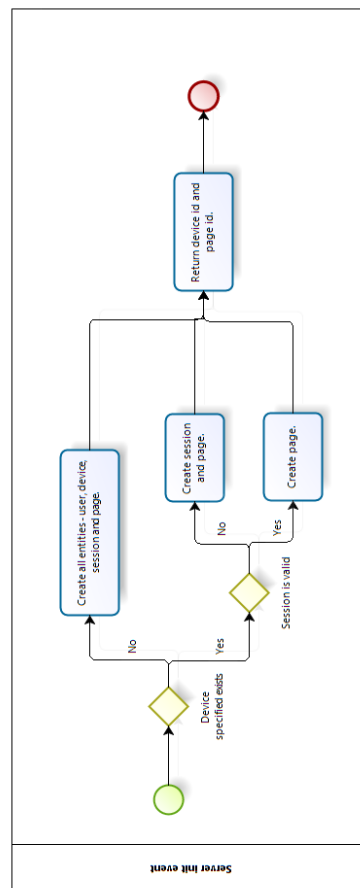 Server init event
Device
specified exists
No
Yes
Create all entities - user, device,
session and page.
Session is valid
No
Yes
Create session
and page.
Create page.
Return device id and
page id.